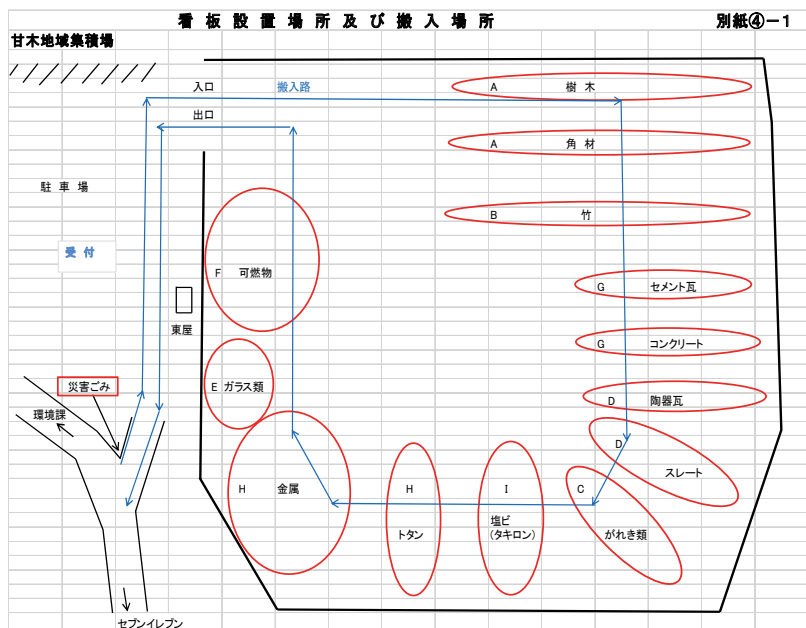 看板設置場所及び搬入場所
別紙④－1
甘木地域集積場
入口
搬入路
A 樹木
出口
A 角材
駐車場
B 竹
受付
F 可燃物
G セメント瓦
東屋
G コンクリート
災害ごみ
E ガラス類
D 陶器瓦
環境課
D
スレート
H 金属
H
I
C
トタン
塩ビ
(タキロン)
がれき類
セブンイレブン